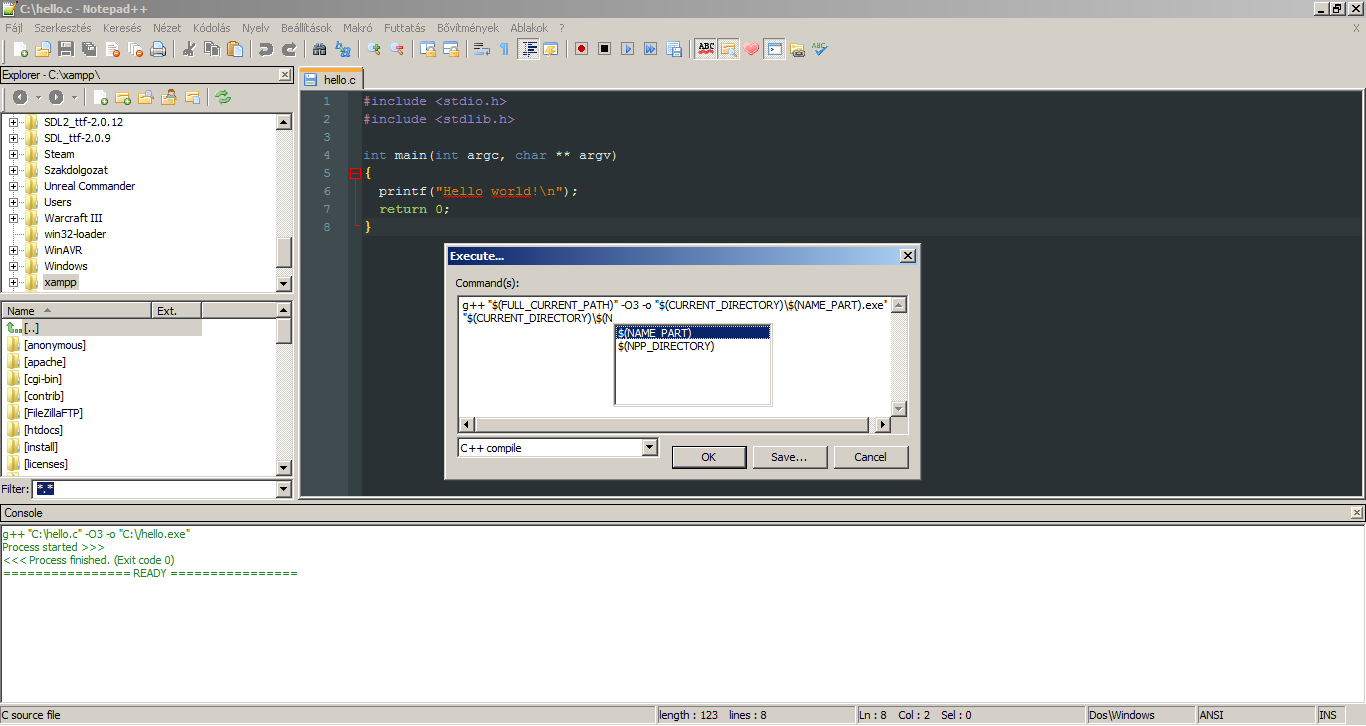 C:\hello.c - Notepad++
Fájl Szerkesztés Keresés Nézet Kódolás Nyelv Beállítások Makró Futtatás Bővítmények Ablakok ? X
ABC ABC
Explorer - C:\xampp\
SDL2_ttf-2.0.12
SDL_ttf-2.0.9
Steam
Szakdolgozat
Unreal Commander
Users
Warcraft III
win32-loader
WinAVR
Windows
xampp
Name Ext.
[..]
[anonymous]
[apache]
[cgi-bin]
[contrib]
[FileZillaFTP]
[htdocs]
[install]
[licenses]
Filter: *.*
hello.c
1 #include <stdio.h>
2 #include <stdlib.h>
3
4 int main(int argc, char ** argv)
5 {
6 printf("Hello world!\n");
7 return 0;
8 }
Execute...
Command(s):
g++ "$(FULL_CURRENT_PATH)" -O3 -o "$(CURRENT_DIRECTORY)\$(NAME_PART).exe"
"$(CURRENT_DIRECTORY)\$(N
$(NAME_PART)
$(NPP_DIRECTORY)
C++ compile
OK Save... Cancel
Console
g++ "C:\hello.c" -O3 -o "C:\/hello.exe"
Process started >>>
<<< Process finished. (Exit code 0)
================ READY ================
C source file length : 123 lines : 8 Ln : 8 Col : 2 Sel : 0 Dos\Windows ANSI INS